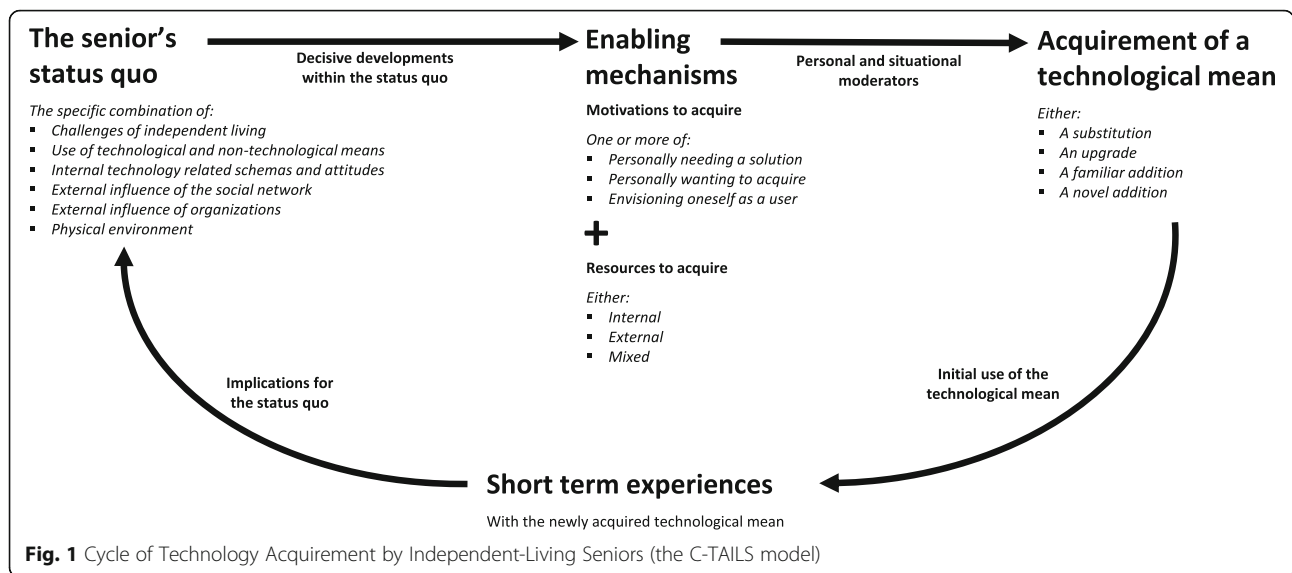 The senior's
status quo
Decisive developments
within the status quo
Enabling
mechanisms
Personal and situational
moderators
Acquirement of a
technological mean
The specific combination of:
▪ Challenges of independent living
▪ Use of technological and non-technological means
▪ Internal technology related schemas and attitudes
▪ External influence of the social network
▪ External influence of organizations
▪ Physical environment
Motivations to acquire
One or more of:
▪ Personally needing a solution
▪ Personally wanting to acquire
▪ Envisioning oneself as a user
+
Resources to acquire
Either:
▪ Internal
▪ External
▪ Mixed
Either:
▪ A substitution
▪ An upgrade
▪ A familiar addition
▪ A novel addition
Initial use of the
technological mean
Short term experiences
With the newly acquired technological mean
Implications for
the status quo
Fig. 1 Cycle of Technology Acquirement by Independent-Living Seniors (the C-TAILS model)